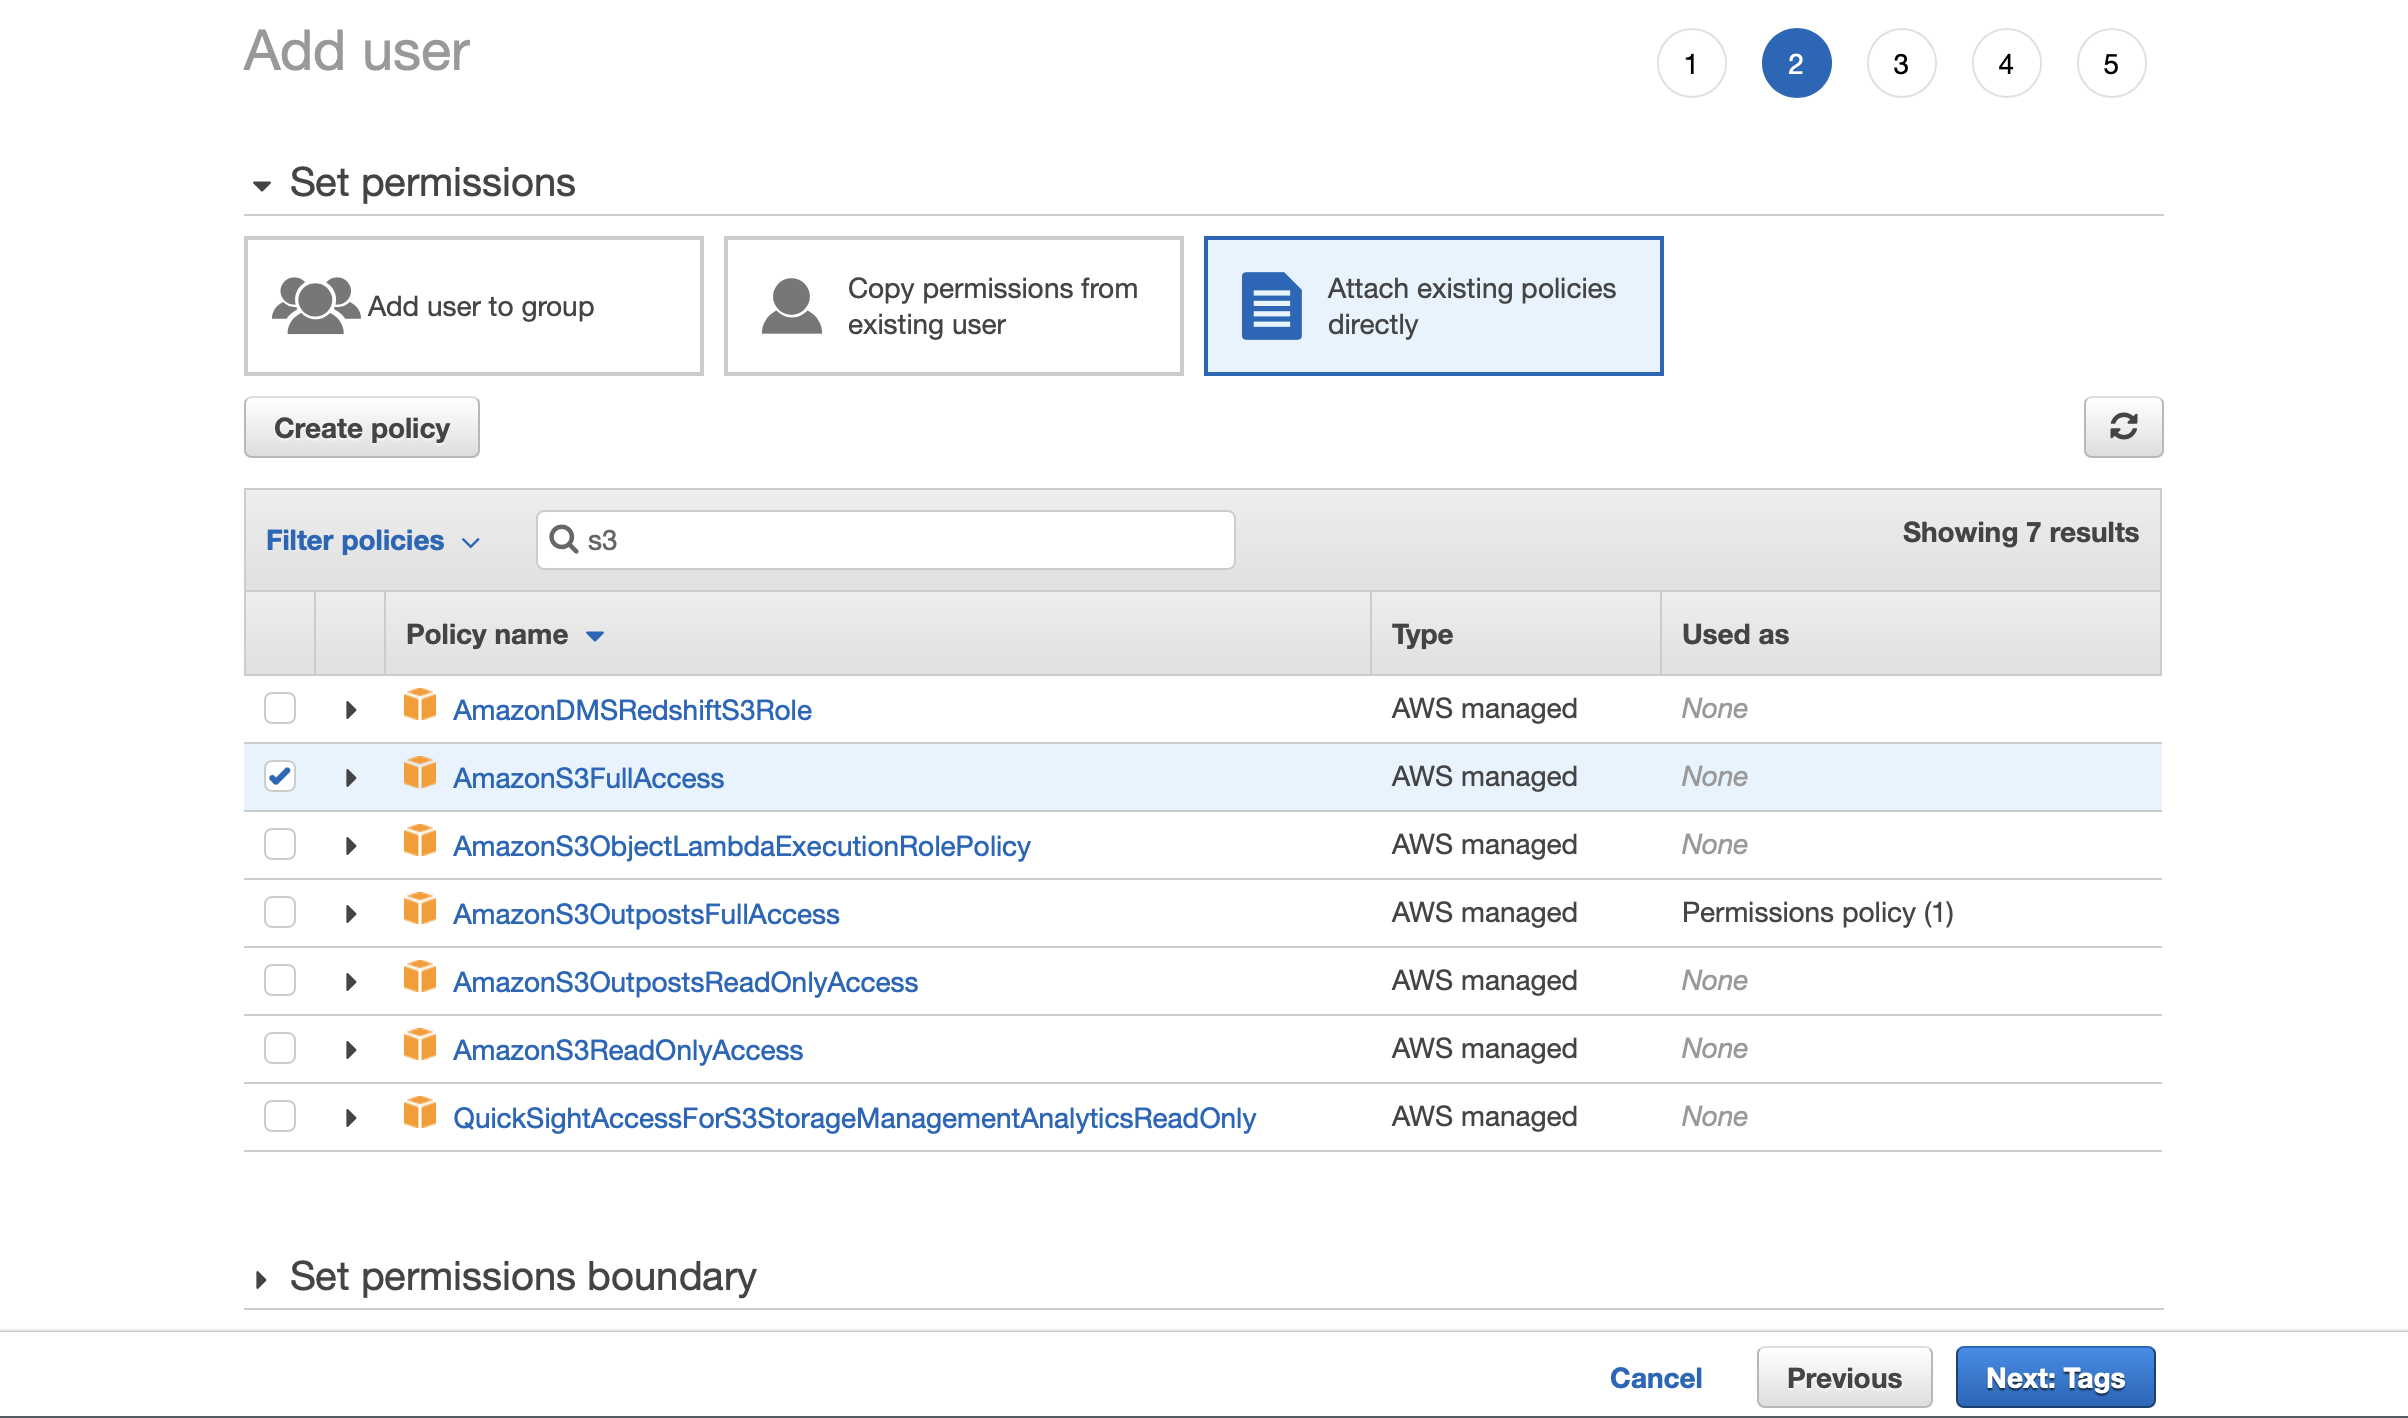 Add user
1 2 3 4 5
Set permissions
Add user to group
Copy permissions from
existing user
Attach existing policies
directly
Create policy
Filter policies
s3
Showing 7 results
Policy name Type Used as
AmazonDMSRedshiftS3Role AWS managed None
AmazonS3FullAccess AWS managed None
AmazonS3ObjectLambdaExecutionRolePolicy AWS managed None
AmazonS3OutpostsFullAccess AWS managed Permissions policy (1)
AmazonS3OutpostsReadOnlyAccess AWS managed None
AmazonS3ReadOnlyAccess AWS managed None
QuickSightAccessForS3StorageManagementAnalyticsReadOnly AWS managed None
Set permissions boundary
Cancel Previous Next: Tags